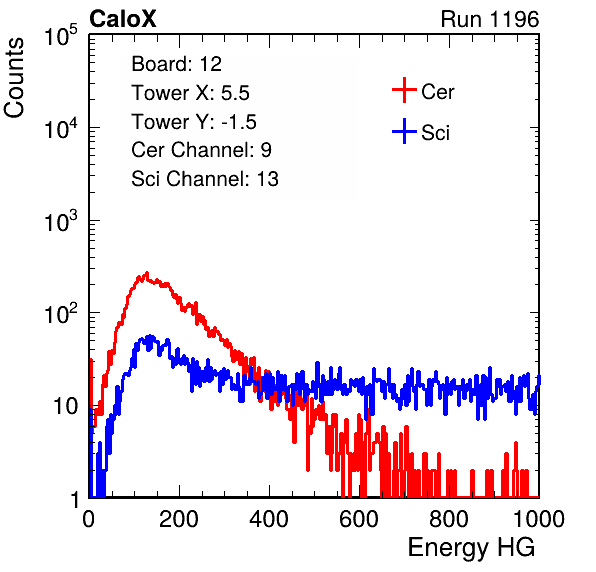 CaloX Run 1196
Counts
10^5
10^4
10^3
10^2
10
1
Board: 12
Tower X: 5.5
Tower Y: -1.5
Cer Channel: 9
Sci Channel: 13
Cer
Sci
0 200 400 600 800 1000
Energy HG